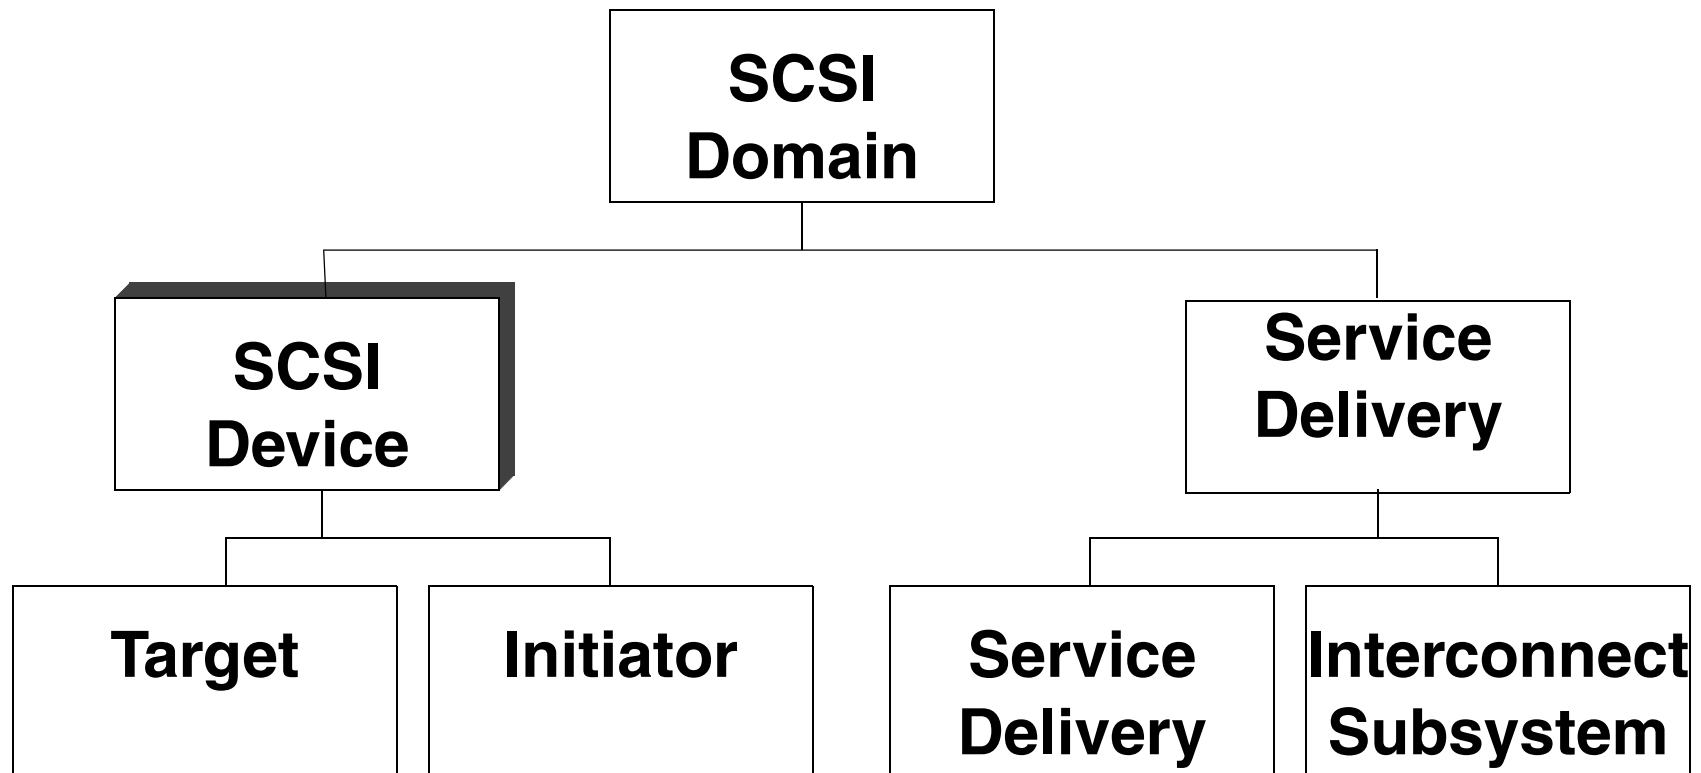 SCSI
Domain
SCSI
Device
Service
Delivery
Target
Initiator
Service
Delivery
Interconnect
Subsystem